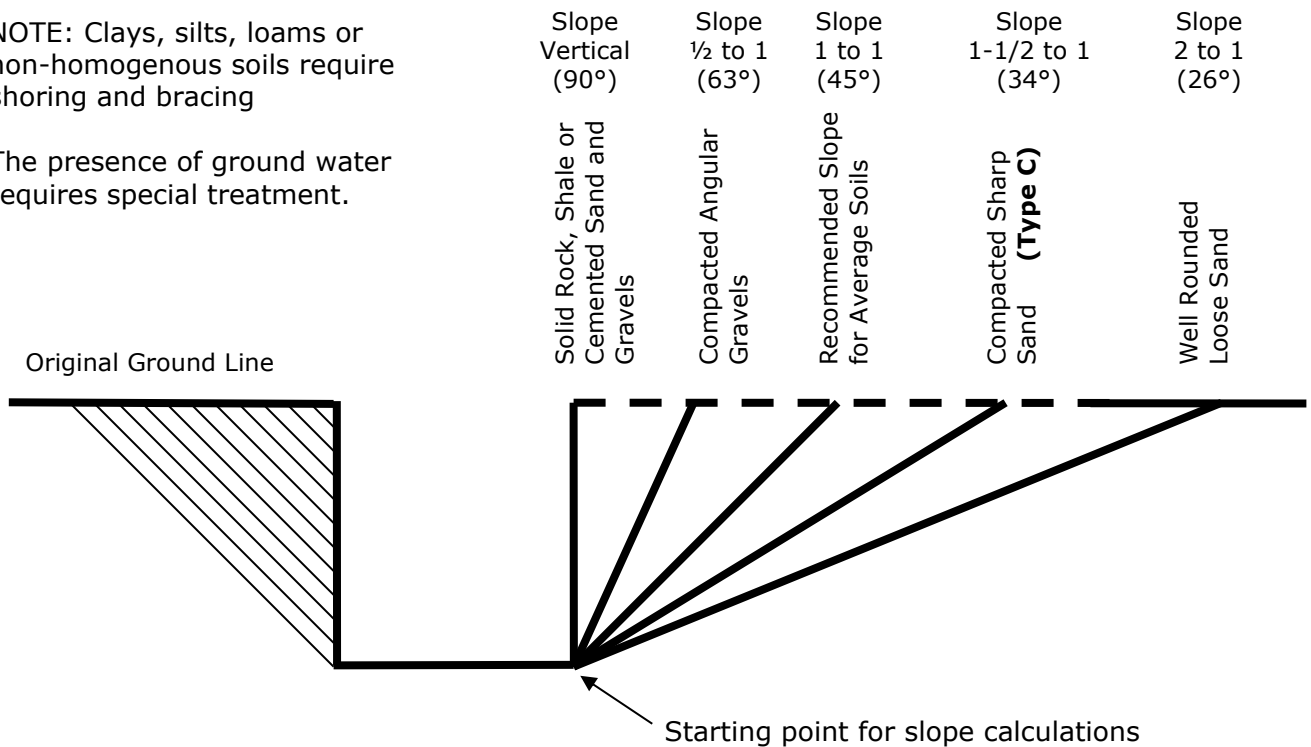 NOTE: Clays, silts, loams or
non-homogenous soils require
shoring and bracing
The presence of ground water
requires special treatment.
Slope
Vertical
(90°)
Slope
½ to 1
(63°)
Slope
1 to 1
(45°)
Slope
1-1/2 to 1
(34°)
Slope
2 to 1
(26°)
Solid Rock, Shale or
Cemented Sand and
Gravels
Compacted Angular
Gravels
Recommended Slope
for Average Soils
Compacted Sharp
Sand (Type C)
Well Rounded
Loose Sand
Original Ground Line
Starting point for slope calculations